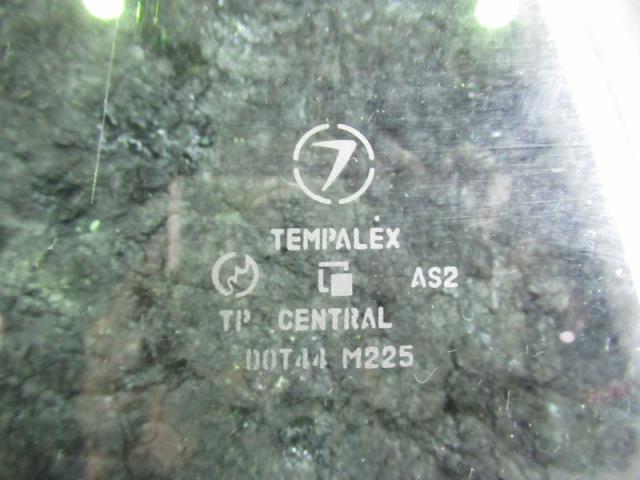 TEMPALEX
AS2
TP CENTRAL
DOT44 M225